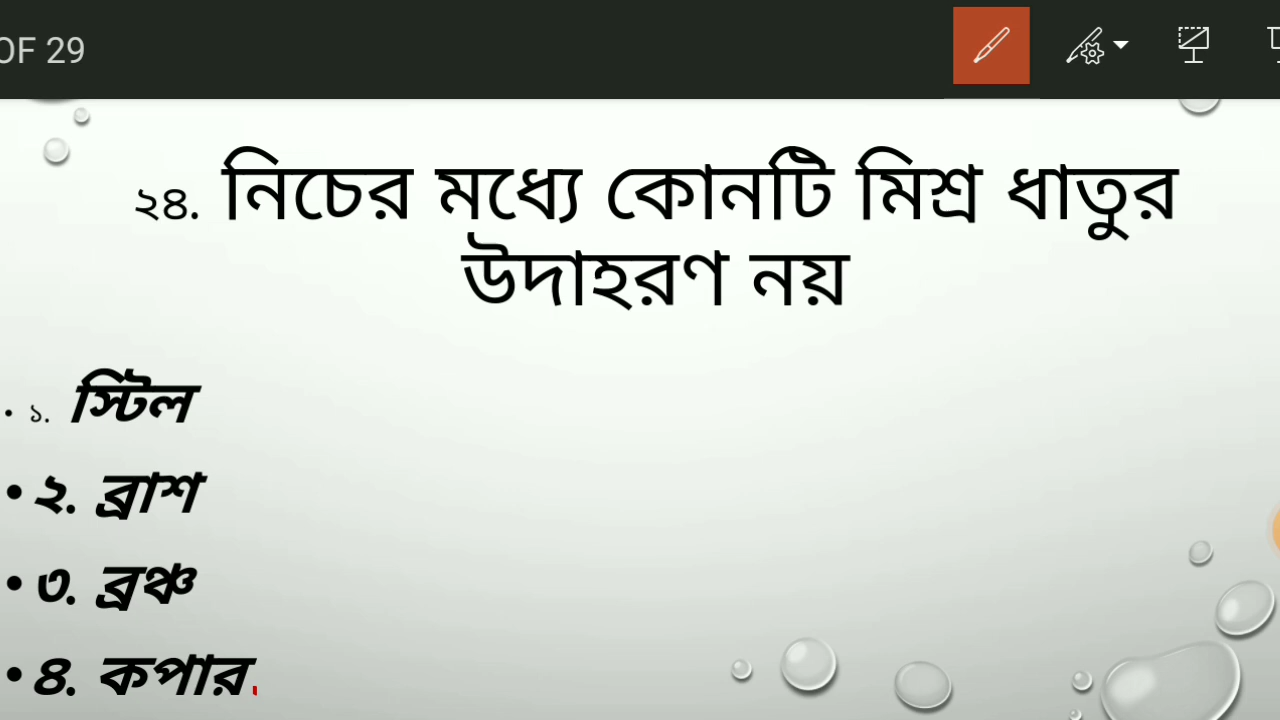 OF 29
২৪. নিচের মধ্যে কোনটি মিশ্র ধাতুর
উদাহরণ নয়
• ১. স্টিল
• ২. ব্রাশ
• ৩. ব্রঞ্চ
• ৪. কপার